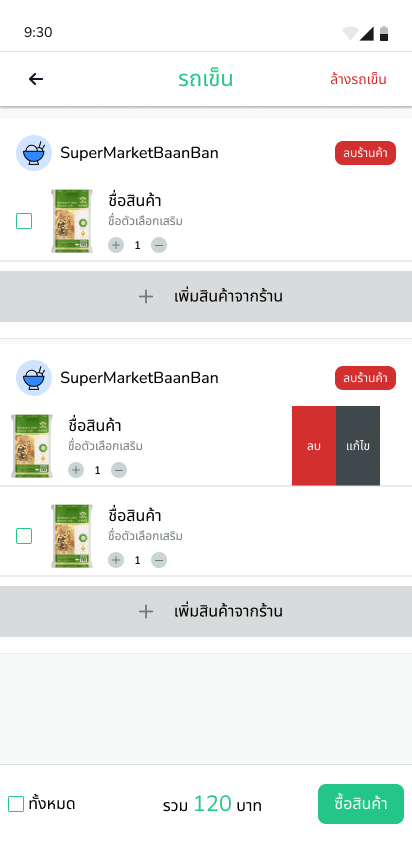 9:30
รถเข็น
ล้างรถเข็น
SuperMarketBaanBan
ลบร้านค้า
ชื่อสินค้า
ชื่อตัวเลือกเสริม
+ 1 −
+ เพิ่มสินค้าจากร้าน
SuperMarketBaanBan
ลบร้านค้า
ชื่อสินค้า
ชื่อตัวเลือกเสริม
+ 1 −
ลบ
แก้ไข
ชื่อสินค้า
ชื่อตัวเลือกเสริม
+ 1 −
+ เพิ่มสินค้าจากร้าน
ทั้งหมด
รวม 120 บาท
ซื้อสินค้า